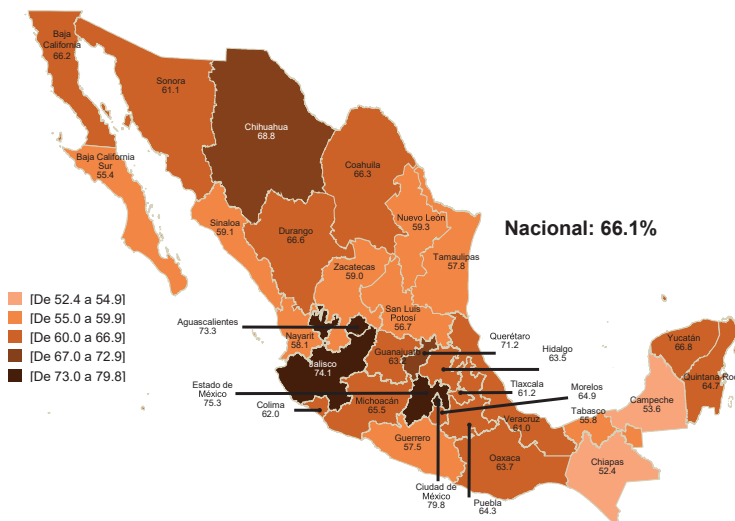 Baja
California
66.2
Sonora
61.1
Chihuahua
68.8
Coahuila
66.3
Baja California
Sur
55.4
Sinaloa
59.1
Durango
66.6
Nuevo León
59.3
Nacional: 66.1%
Tamaulipas
57.8
Zacatecas
59.0
[De 52.4 a 54.9]
[De 55.0 a 59.9]
[De 60.0 a 66.9]
[De 67.0 a 72.9]
[De 73.0 a 79.8]
San Luis
Potosí
56.7
Aguascalientes
73.3
Nayarit
58.1
Guanajuato
63.2
Querétaro
71.2
Hidalgo
63.5
Yucatán
66.8
Jalisco
74.1
Quintana Roo
64.7
Estado de
México
75.3
Tlaxcala
61.2
Morelos
64.9
Campeche
53.6
Colima
62.0
Michoacán
65.5
Veracruz
61.0
Tabasco
55.8
Guerrero
57.5
Oaxaca
63.7
Chiapas
52.4
Ciudad de
México
79.8
Puebla
64.3